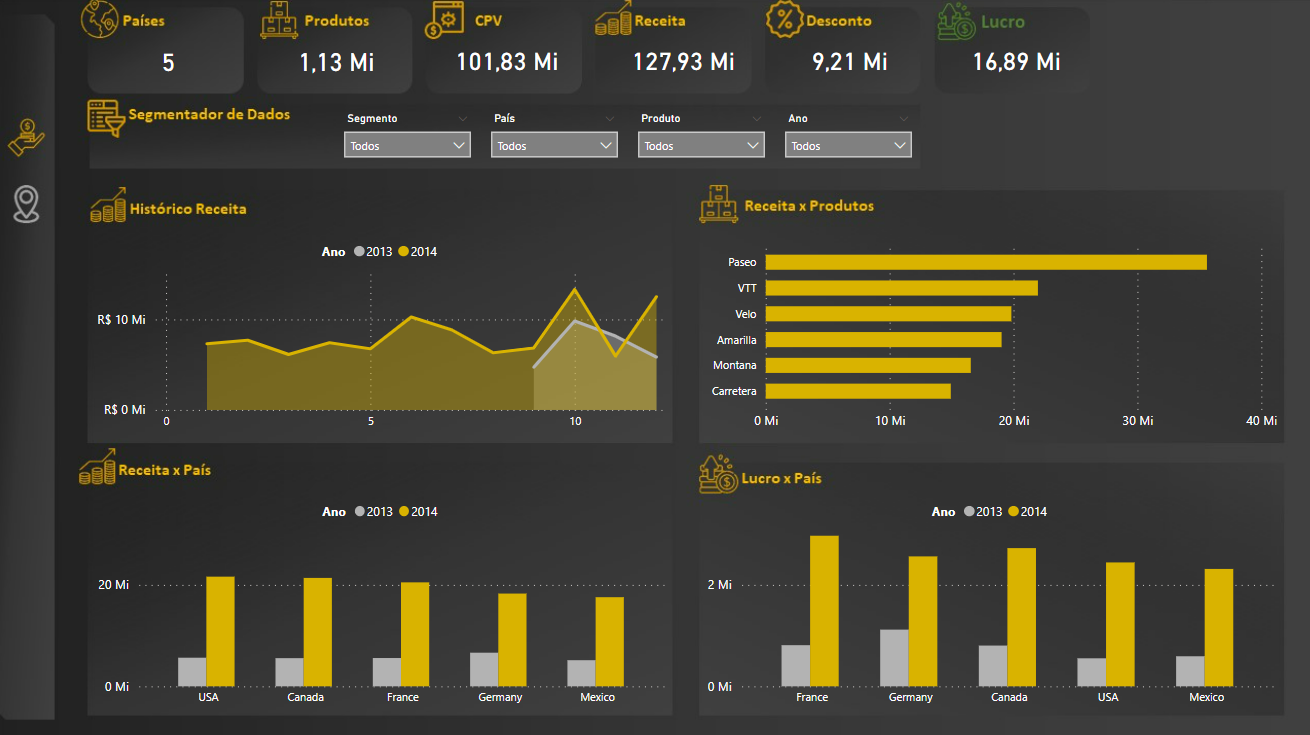 Países
Produtos
CPV
Receita
Desconto
Lucro
5
1,13 Mi
101,83 Mi
127,93 Mi
9,21 Mi
16,89 Mi
Segmentador de Dados
Segmento
País
Produto
Ano
Todos
Todos
Todos
Todos
Histórico Receita
Ano 2013 2014
R$ 10 Mi
R$ 0 Mi
0 5 10
Receita x Produtos
Paseo
VTT
Velo
Amarilla
Montana
Carretera
0 Mi 10 Mi 20 Mi 30 Mi 40 Mi
Receita x País
Ano 2013 2014
20 Mi
0 Mi
USA Canada France Germany Mexico
Lucro x País
Ano 2013 2014
2 Mi
0 Mi
France Germany Canada USA Mexico